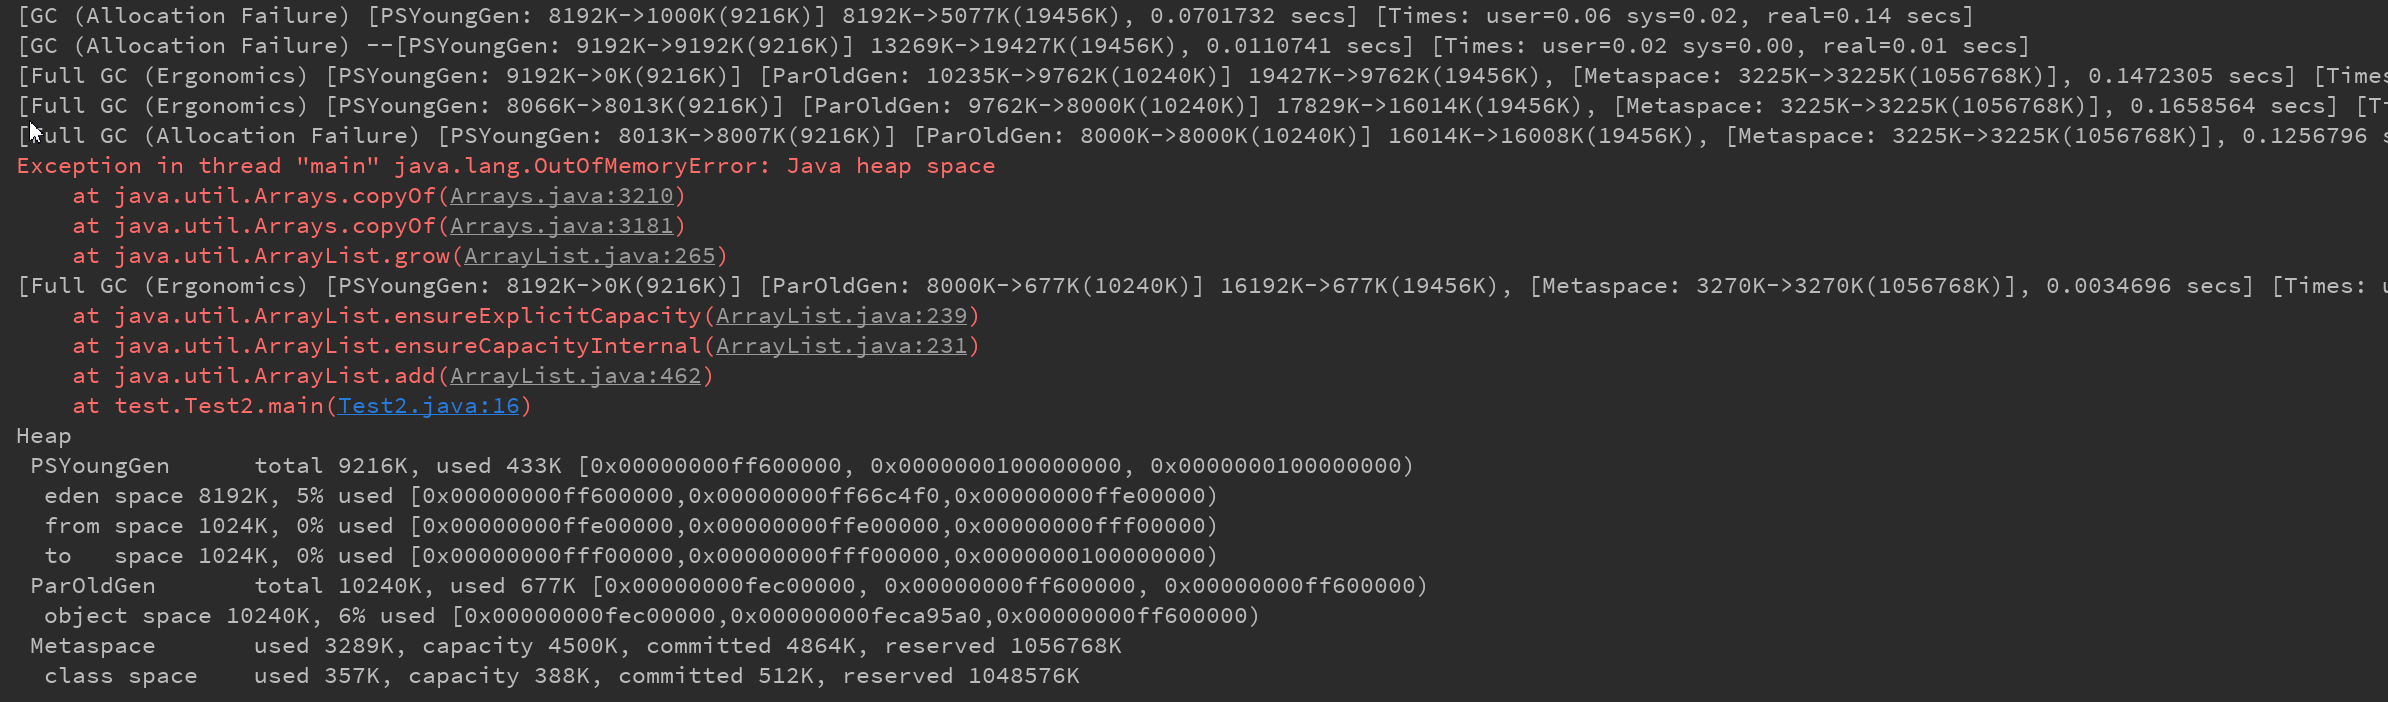 [GC (Allocation Failure) [PSYoungGen: 8192K->1000K(9216K)] 8192K->5077K(19456K), 0.0701732 secs] [Times: user=0.06 sys=0.02, real=0.14 secs]
[GC (Allocation Failure) --[PSYoungGen: 9192K->9192K(9216K)] 13269K->19427K(19456K), 0.0110741 secs] [Times: user=0.02 sys=0.00, real=0.01 secs]
[Full GC (Ergonomics) [PSYoungGen: 9192K->0K(9216K)] [ParOldGen: 10235K->9762K(10240K)] 19427K->9762K(19456K), [Metaspace: 3225K->3225K(1056768K)], 0.1472305 secs] [Times
[Full GC (Ergonomics) [PSYoungGen: 8066K->8013K(9216K)] [ParOldGen: 9762K->8000K(10240K)] 17829K->16014K(19456K), [Metaspace: 3225K->3225K(1056768K)], 0.1658564 secs] [T
[Full GC (Allocation Failure) [PSYoungGen: 8013K->8007K(9216K)] [ParOldGen: 8000K->8000K(10240K)] 16014K->16008K(19456K), [Metaspace: 3225K->3225K(1056768K)], 0.1256796 s
Exception in thread "main" java.lang.OutOfMemoryError: Java heap space
at java.util.Arrays.copyOf(Arrays.java:3210)
at java.util.Arrays.copyOf(Arrays.java:3181)
at java.util.ArrayList.grow(ArrayList.java:265)
[Full GC (Ergonomics) [PSYoungGen: 8192K->0K(9216K)] [ParOldGen: 8000K->677K(10240K)] 16192K->677K(19456K), [Metaspace: 3270K->3270K(1056768K)], 0.0034696 secs] [Times: u
at java.util.ArrayList.ensureExplicitCapacity(ArrayList.java:239)
at java.util.ArrayList.ensureCapacityInternal(ArrayList.java:231)
at java.util.ArrayList.add(ArrayList.java:462)
at test.Test2.main(Test2.java:16)
Heap
PSYoungGen total 9216K, used 433K [0x00000000ff600000, 0x0000000100000000, 0x0000000100000000)
eden space 8192K, 5% used [0x00000000ff600000,0x00000000ff66c4f0,0x00000000ffe00000)
from space 1024K, 0% used [0x00000000ffe00000,0x00000000ffe00000,0x00000000fff00000)
to space 1024K, 0% used [0x00000000fff00000,0x00000000fff00000,0x0000000100000000)
ParOldGen total 10240K, used 677K [0x00000000fec00000, 0x00000000ff600000, 0x00000000ff600000)
object space 10240K, 6% used [0x00000000fec00000,0x00000000feca95a0,0x00000000ff600000)
Metaspace used 3289K, capacity 4500K, committed 4864K, reserved 1056768K
class space used 357K, capacity 388K, committed 512K, reserved 1048576K